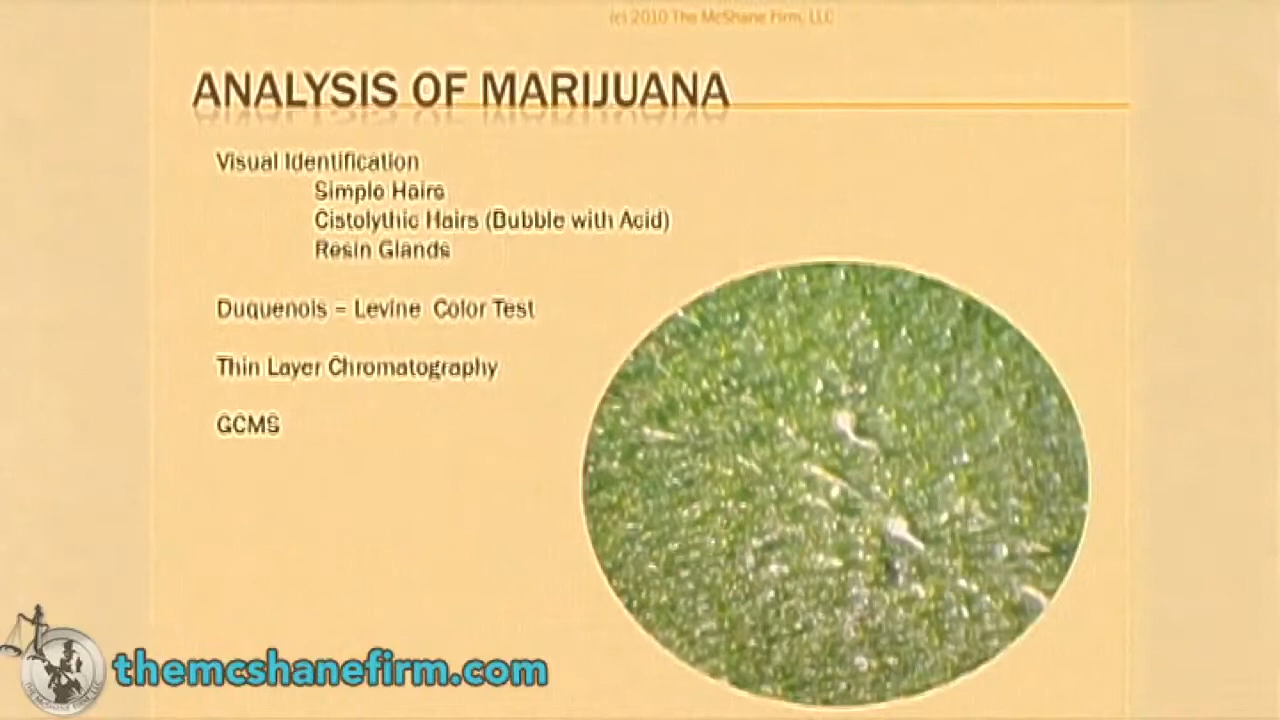 (c) 2010 The McShane Firm, LLC
ANALYSIS OF MARIJUANA
Visual Identification
Simple Hairs
Cistolythic Hairs (Bubble with Acid)
Resin Glands
Duquenois - Levine Color Test
Thin Layer Chromatography
GCMS
themcshanefirm.com